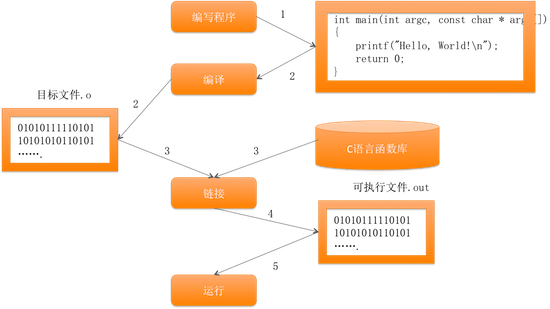 编写程序
1
int main(int argc, const char * argv[])
{
printf("Hello, World!\n");
return 0;
}
2
编译
2
目标文件.o
01010111110101
10101010110101
…….
3
3
C语言函数库
链接
4
可执行文件.out
01010111110101
10101010110101
…….
5
运行